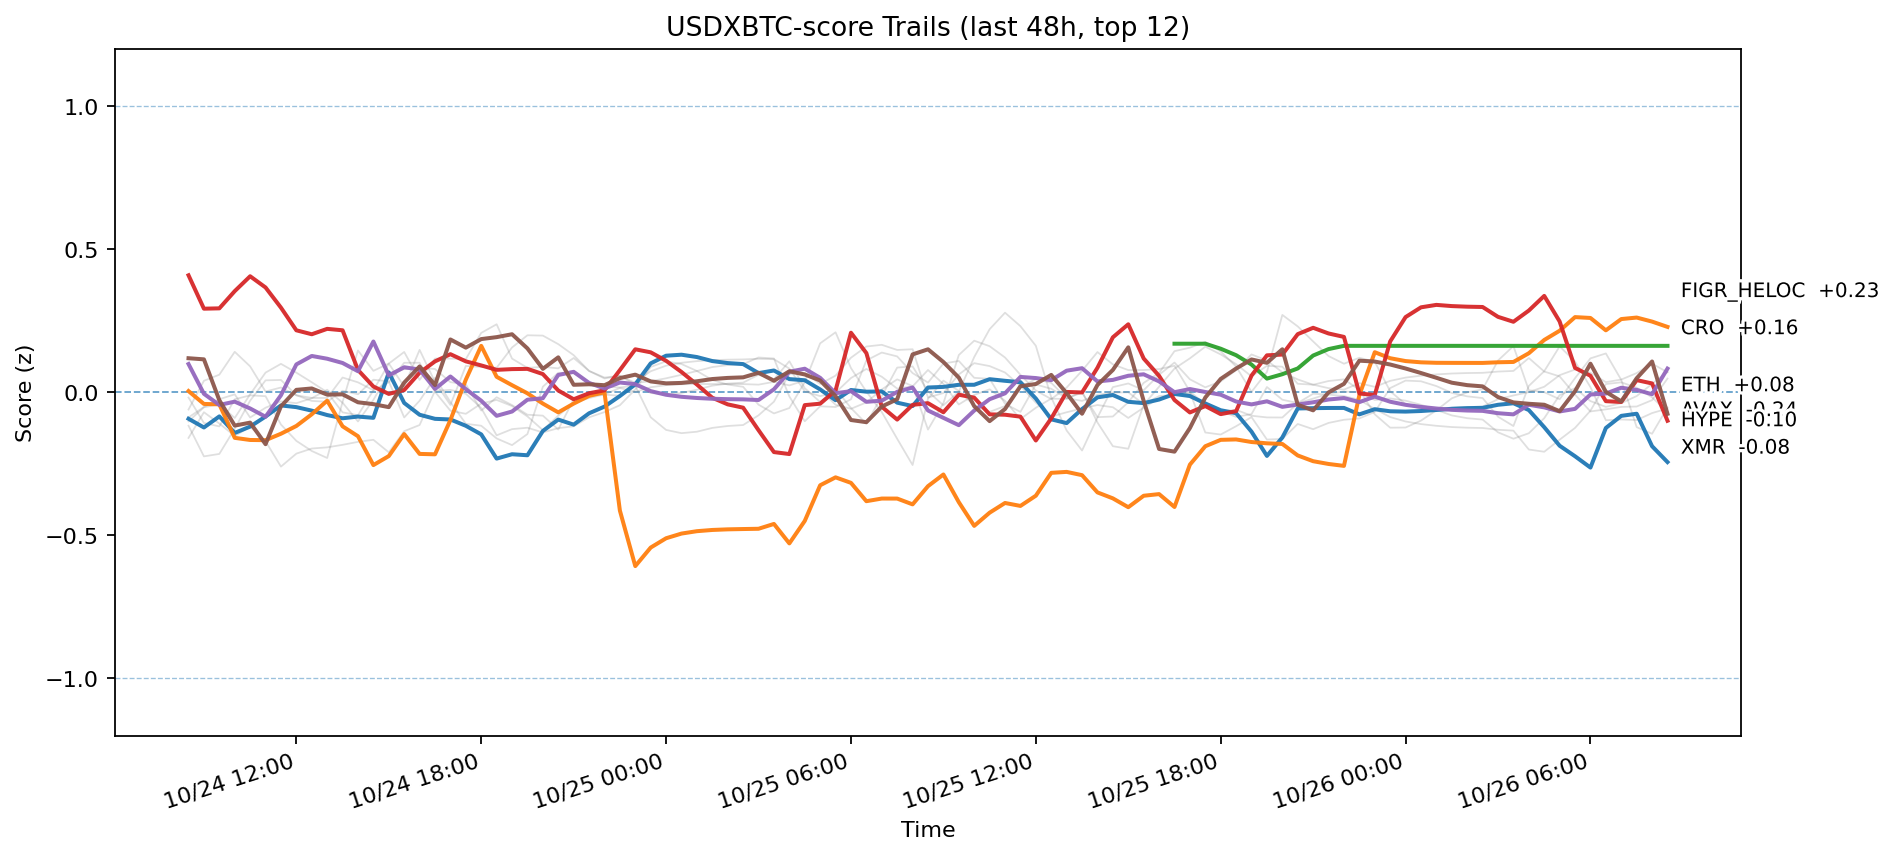 USDXBTC-score Trails (last 48h, top 12)
Score (z)
1.0
0.5
0.0
−0.5
−1.0
FIGR_HELOC +0.23
CRO +0.16
ETH +0.08
HYPE -0.10
XMR -0.08
10/24 12:00
10/24 18:00
10/25 00:00
10/25 06:00
10/25 12:00
10/25 18:00
10/26 00:00
10/26 06:00
Time